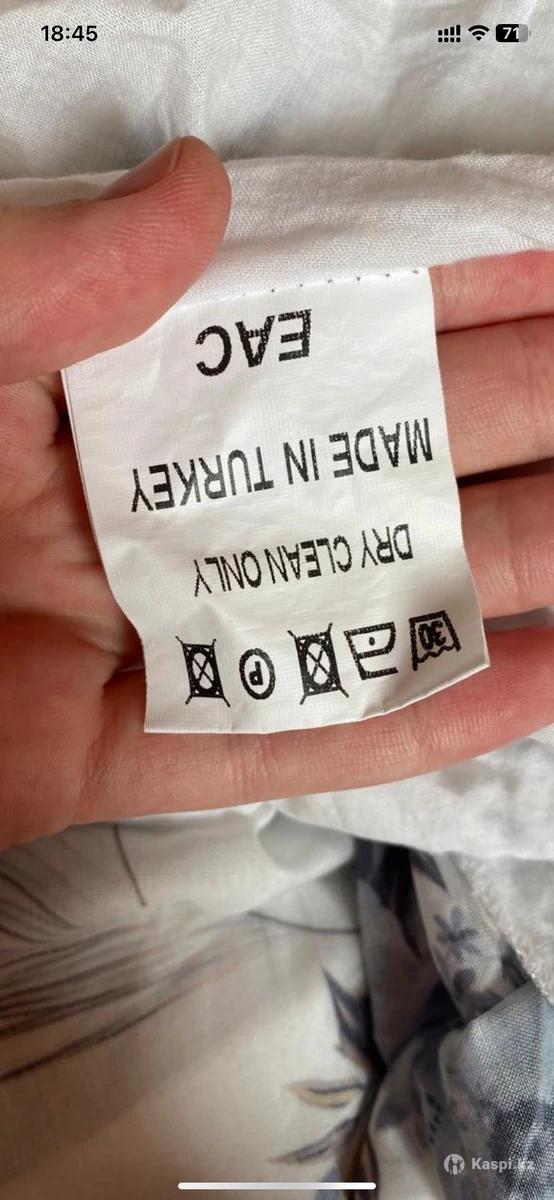 18:45
71
EAC
MADE IN TURKEY
DRY CLEAN ONLY
30
P
Kaspi.kz